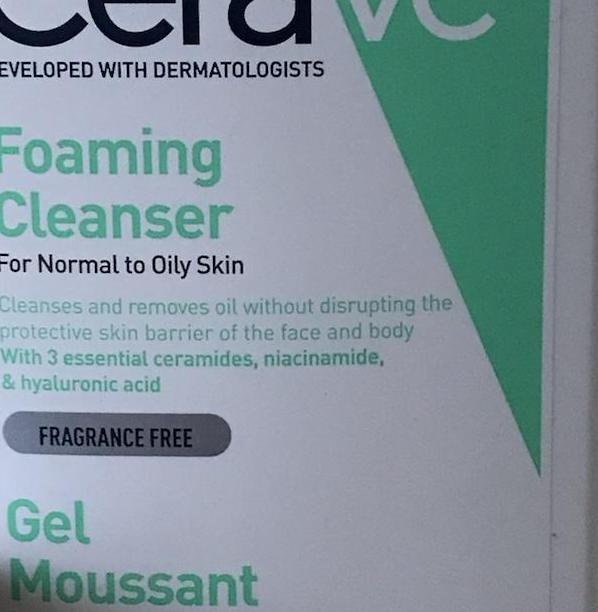 CeraVe
EVELOPED WITH DERMATOLOGISTS
Foaming
Cleanser
For Normal to Oily Skin
Cleanses and removes oil without disrupting the
protective skin barrier of the face and body
With 3 essential ceramides, niacinamide,
& hyaluronic acid
FRAGRANCE FREE
Gel
Moussant